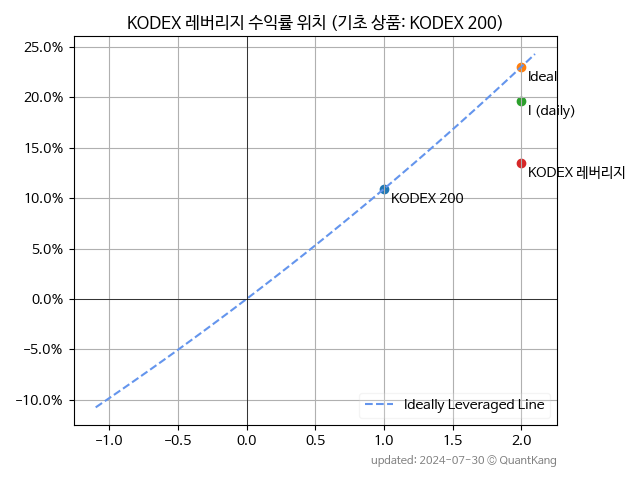 KODEX 레버리지 수익률 위치 (기초 상품: KODEX 200)
25.0%
20.0%
15.0%
10.0%
5.0%
0.0%
−5.0%
−10.0%
Ideal
I (daily)
KODEX 레버리지
KODEX 200
Ideally Leveraged Line
−1.0 −0.5 0.0 0.5 1.0 1.5 2.0
updated: 2024-07-30 © QuantKang